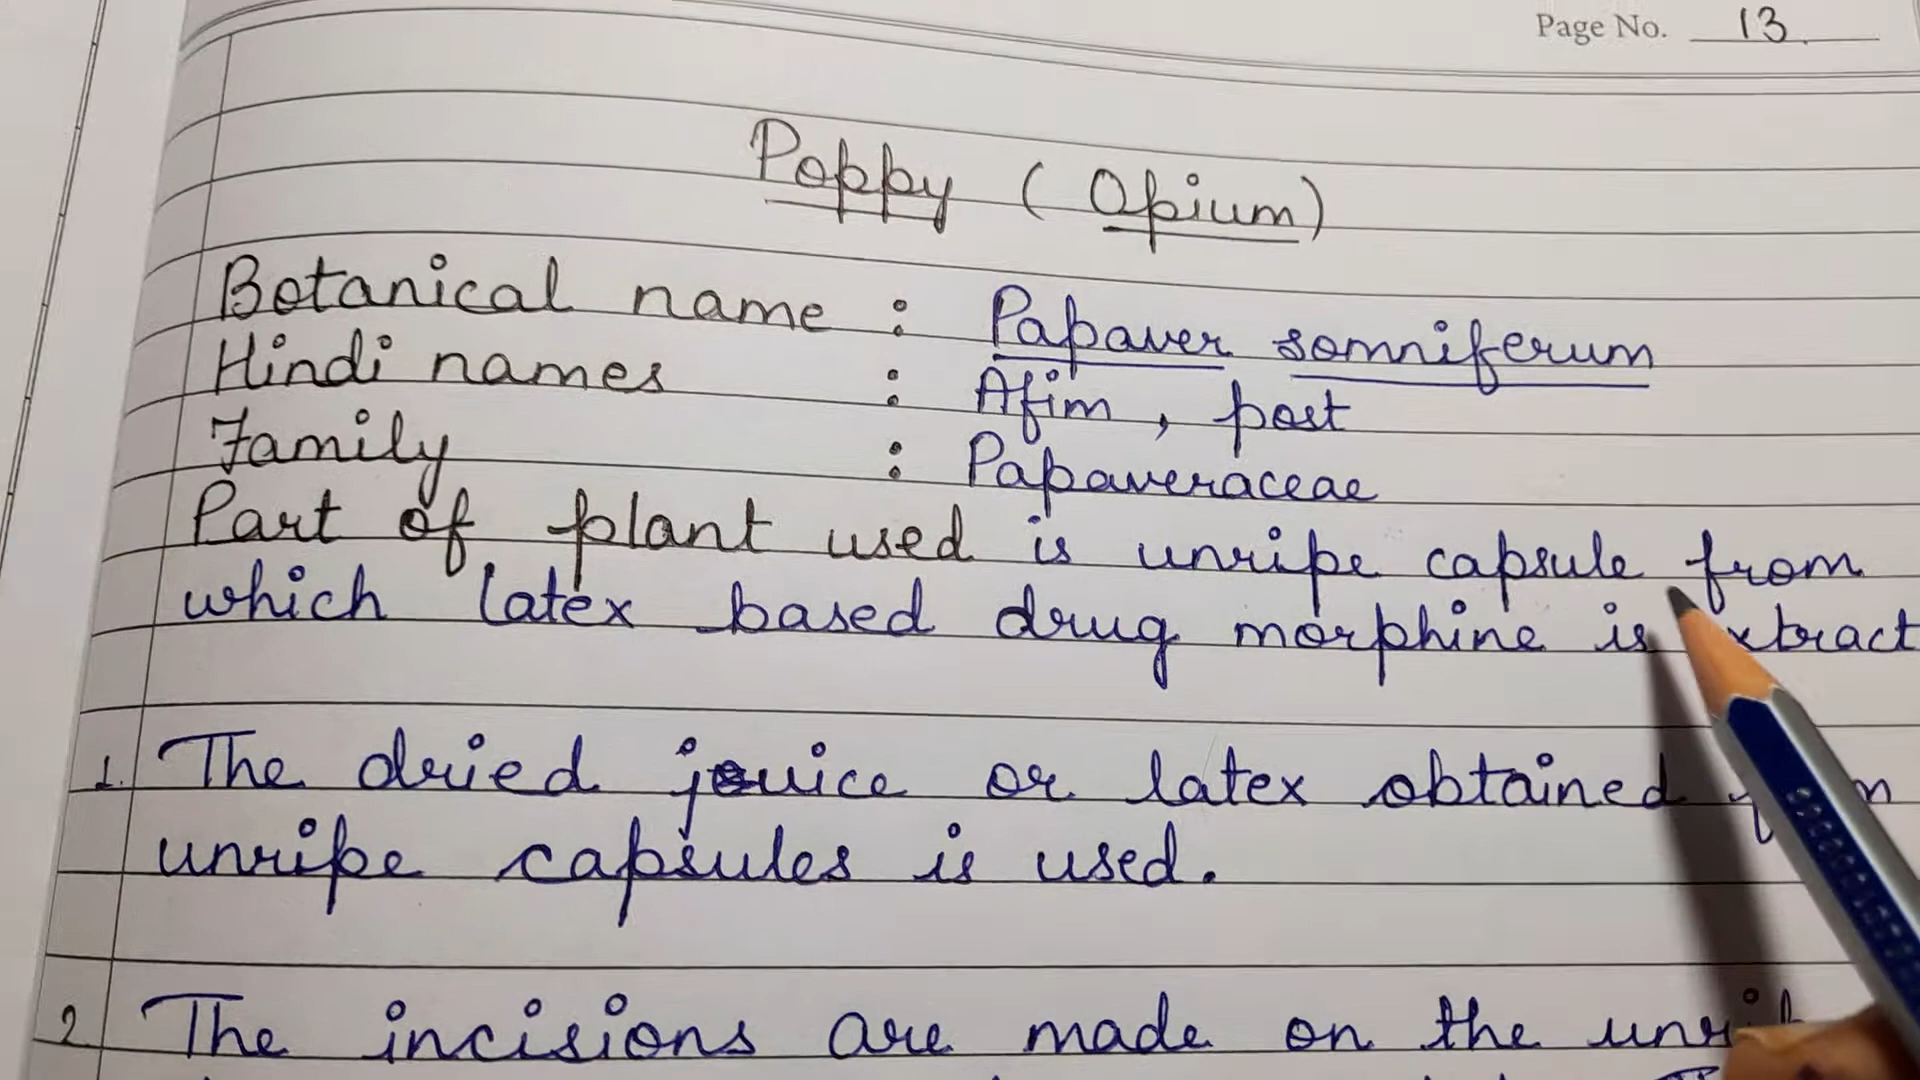 Page No. 13
Poppy (Opium)
Botanical name : Papaver somniferum
Hindi names : Afim, post
Family : Papaveraceae
Part of plant used is unripe capsule from
which latex based drug morphine is xtract
1. The dried juice or latex obtained
unripe capsules is used.
2 The incisions are made on the